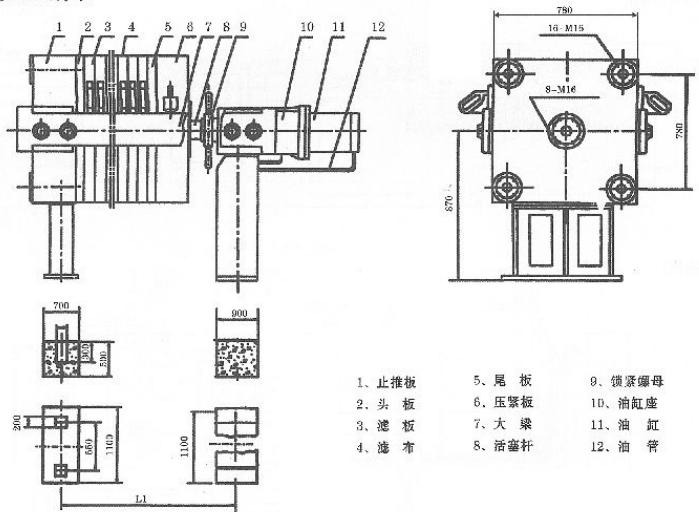 1 2 3 4 5 6 7 8 9 10 11 12
780
16-M16
8-M16
780
870
700
900
300
500
200
660
1100
1100
L1
1、止推板
2、头 板
3、滤 板
4、滤 布
5、尾 板
6、压紧板
7、大 梁
8、活塞杆
9、锁紧螺母
10、油缸座
11、油 缸
12、油 管